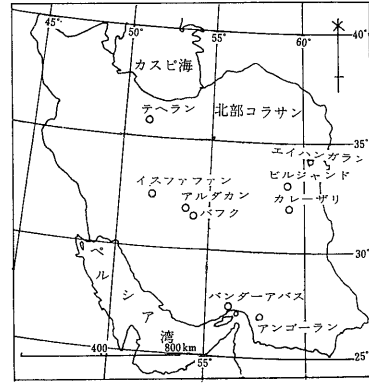 45°
50°
55°
60°
40°
カスピ海
テヘラン
北部コラサン
35°
エイハンガラン
ビルジャンド
カレーザリ
イスファファン
アルダカン
バフク
30°
ペルシア湾
バンダーアバス
アンゴーラン
25°
400
800km
55°